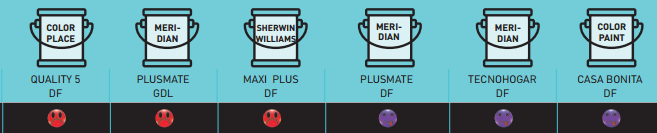 COLOR
PLACE
MERI-
DIAN
SHERWIN
WILLIAMS
MERI-
DIAN
MERI-
DIAN
COLOR
PAINT
QUALITY 5
DF
PLUSMATE
GDL
MAXI PLUS
DF
PLUSMATE
DF
TECNOHOGAR
DF
CASA BONITA
DF